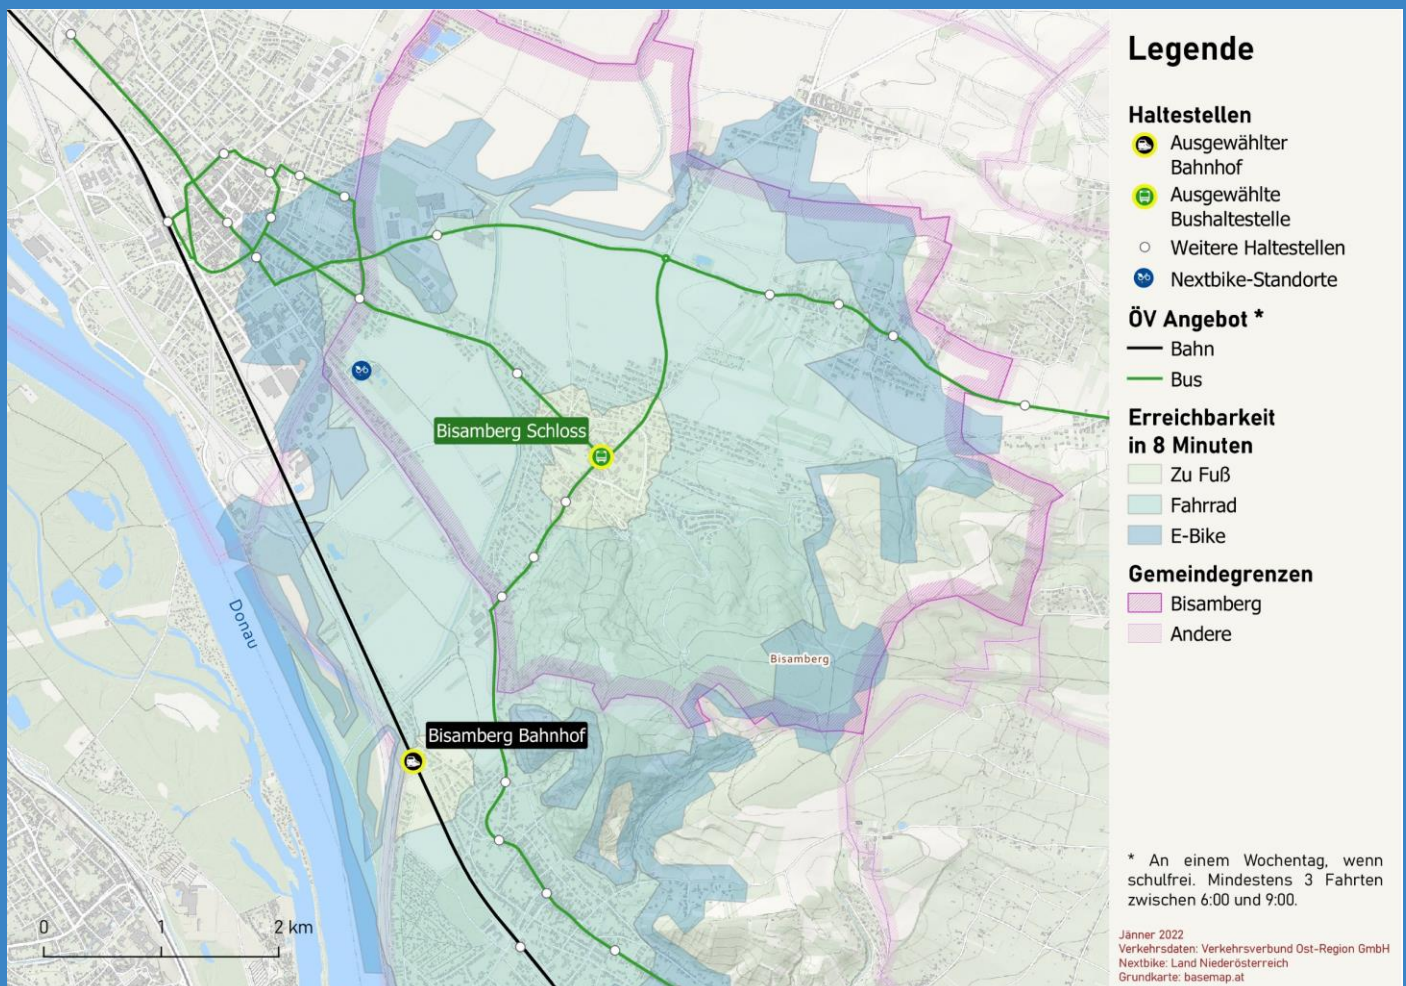 Legende
Haltestellen
Ausgewählter
Bahnhof
Ausgewählte
Bushaltestelle
Weitere Haltestellen
Nextbike-Standorte
ÖV Angebot *
Bahn
Bus
Erreichbarkeit
in 8 Minuten
Zu Fuß
Fahrrad
E-Bike
Gemeindegrenzen
Bisamberg
Andere
* An einem Wochentag, wenn
schulfrei. Mindestens 3 Fahrten
zwischen 6:00 und 9:00.
Jänner 2022
Verkehrsdaten: Verkehrsverbund Ost-Region GmbH
Nextbike: Land Niederösterreich
Grundkarte: basemap.at
Bisamberg Schloss
Donau
Bisamberg
Bisamberg Bahnhof
0 1 2 km